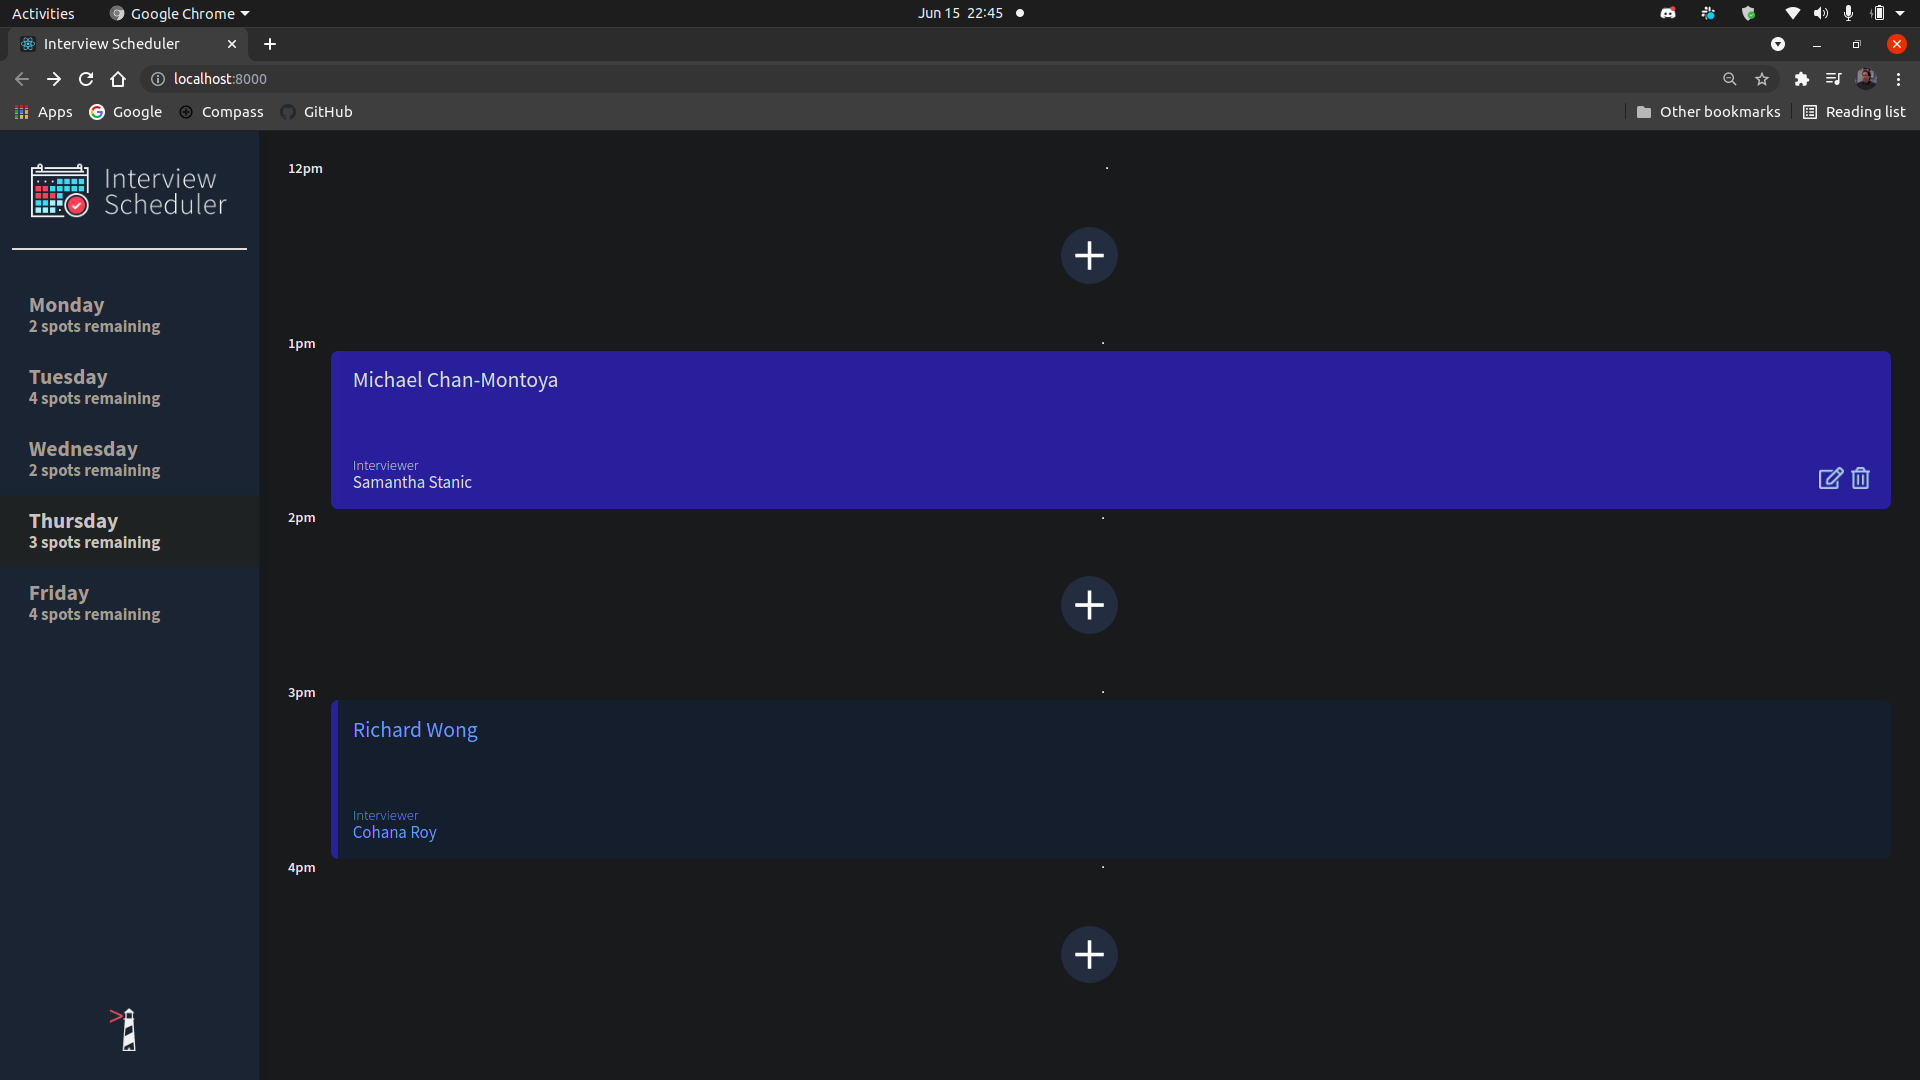 Activities
Google Chrome
Jun 15 22:45
Interview Scheduler
localhost:8000
Apps
Google
Compass
GitHub
Other bookmarks
Reading list
Interview
Scheduler
Monday
2 spots remaining
Tuesday
4 spots remaining
Wednesday
2 spots remaining
Thursday
3 spots remaining
Friday
4 spots remaining
12pm
1pm
Michael Chan-Montoya
Interviewer
Samantha Stanic
2pm
3pm
Richard Wong
Interviewer
Cohana Roy
4pm